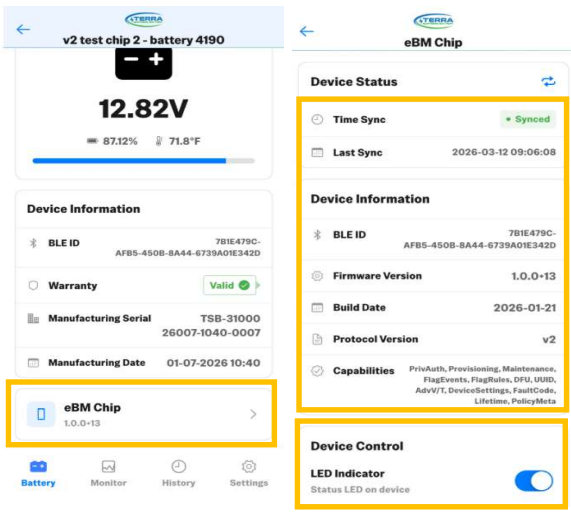 TERRA
v2 test chip 2 - battery 4190
12.82V
87.12% 71.8°F
Device Information
BLE ID
7B1E479C-
AFB5-450B-8A44-6739A01E342D
Warranty
Valid
Manufacturing Serial
TSB-31000
26007-1040-0007
Manufacturing Date
01-07-2026 10:40
eBM Chip
1.0.0+13
Battery
Monitor
History
Settings
TERRA
eBM Chip
Device Status
Time Sync
• Synced
Last Sync
2026-03-12 09:06:08
Device Information
BLE ID
7B1E479C-
AFB5-450B-8A44-6739A01E342D
Firmware Version
1.0.0+13
Build Date
2026-01-21
Protocol Version
v2
Capabilities
PrivAuth, Provisioning, Maintenance,
FlagEvents, FlagRules, DFU, UUID,
AdvV/T, DeviceSettings, FaultCode,
Lifetime, PolicyMeta
Device Control
LED Indicator
Status LED on device